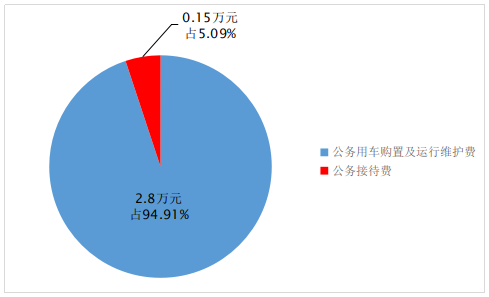 0.15万元
占5.09%
2.8万元
占94.91%
公务用车购置及运行维护费
公务接待费